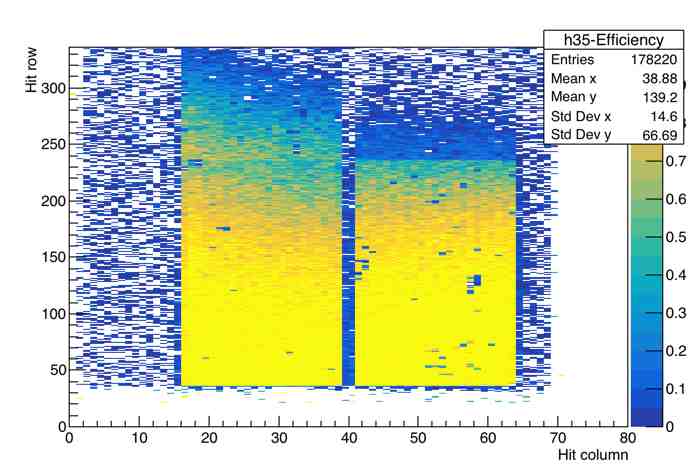 h35-Efficiency
Entries 178220
Mean x 38.88
Mean y 139.2
Std Dev x 14.6
Std Dev y 66.69
Hit row
300
250
200
150
100
50
0
0 10 20 30 40 50 60 70 80
Hit column
0.7
0.6
0.5
0.4
0.3
0.2
0.1
0